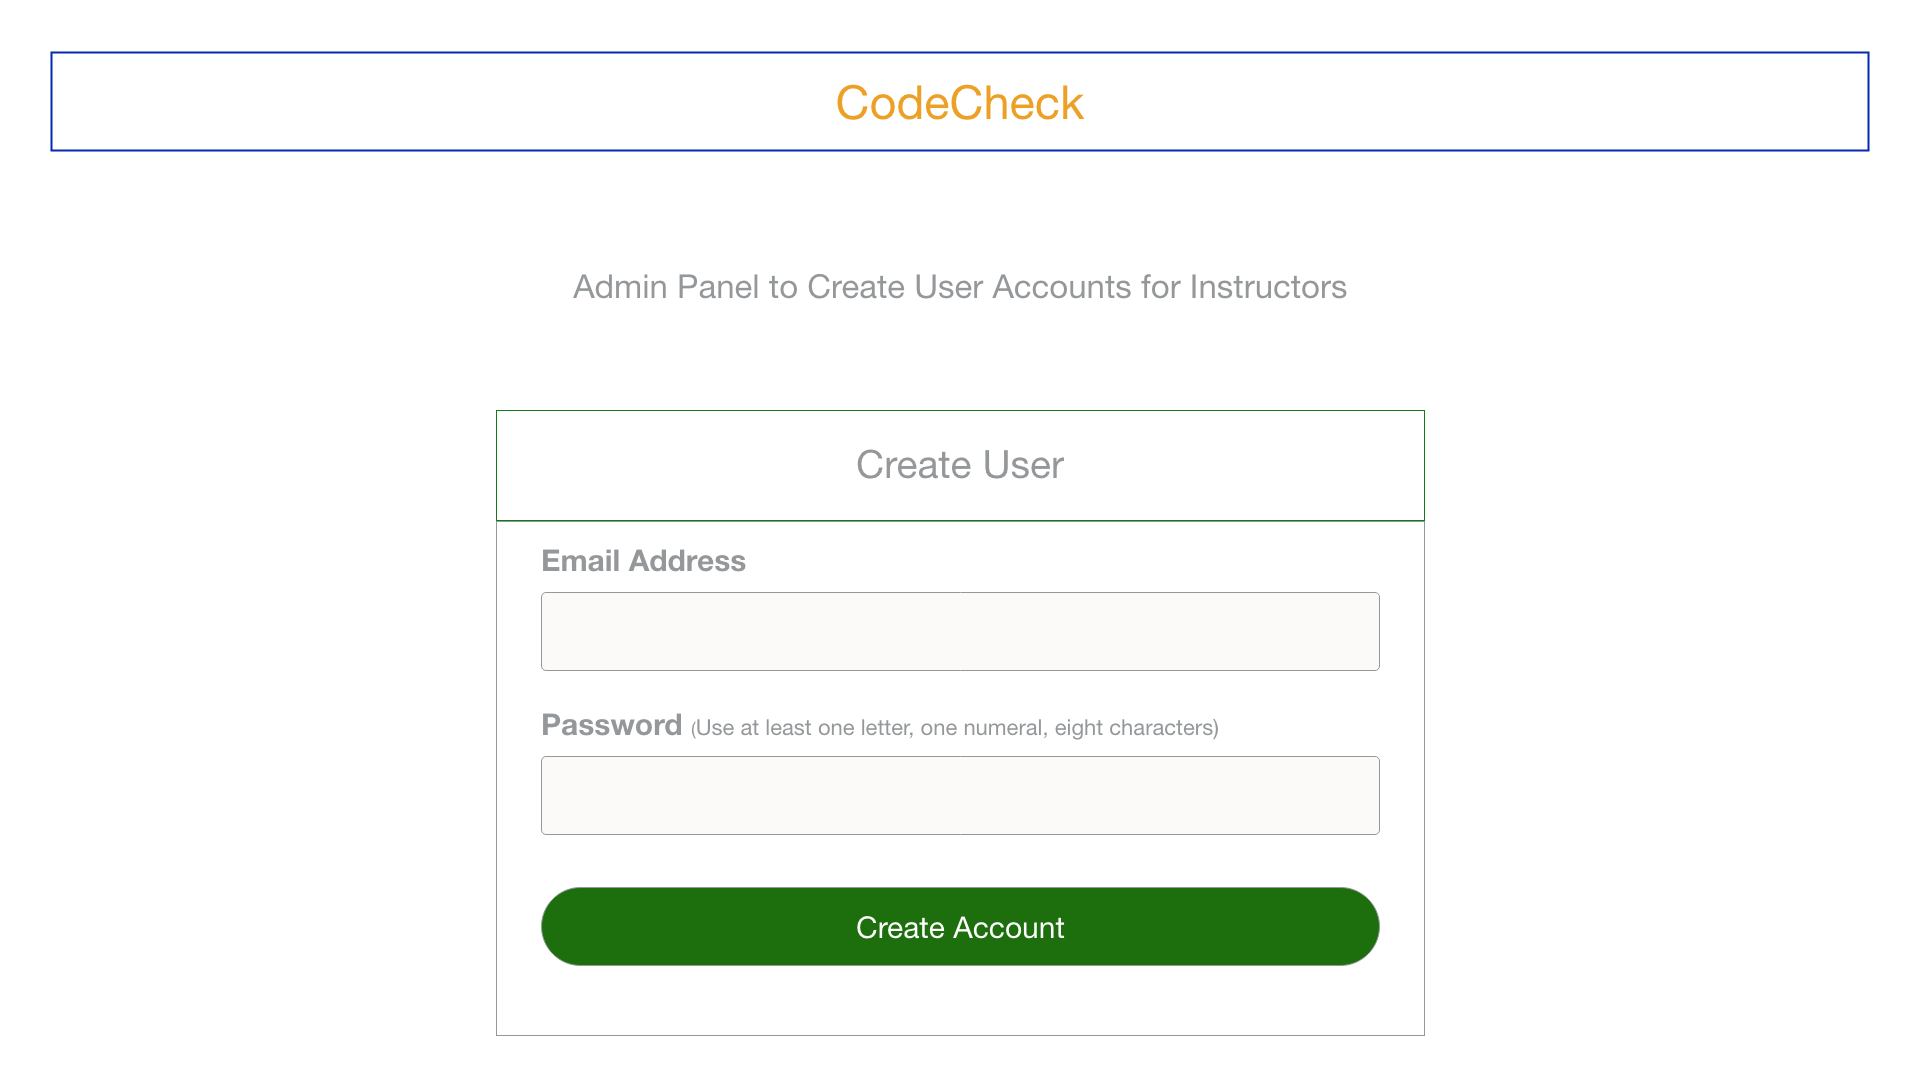 CodeCheck
Admin Panel to Create User Accounts for Instructors
Create User
Email Address
Password (Use at least one letter, one numeral, eight characters)
Create Account